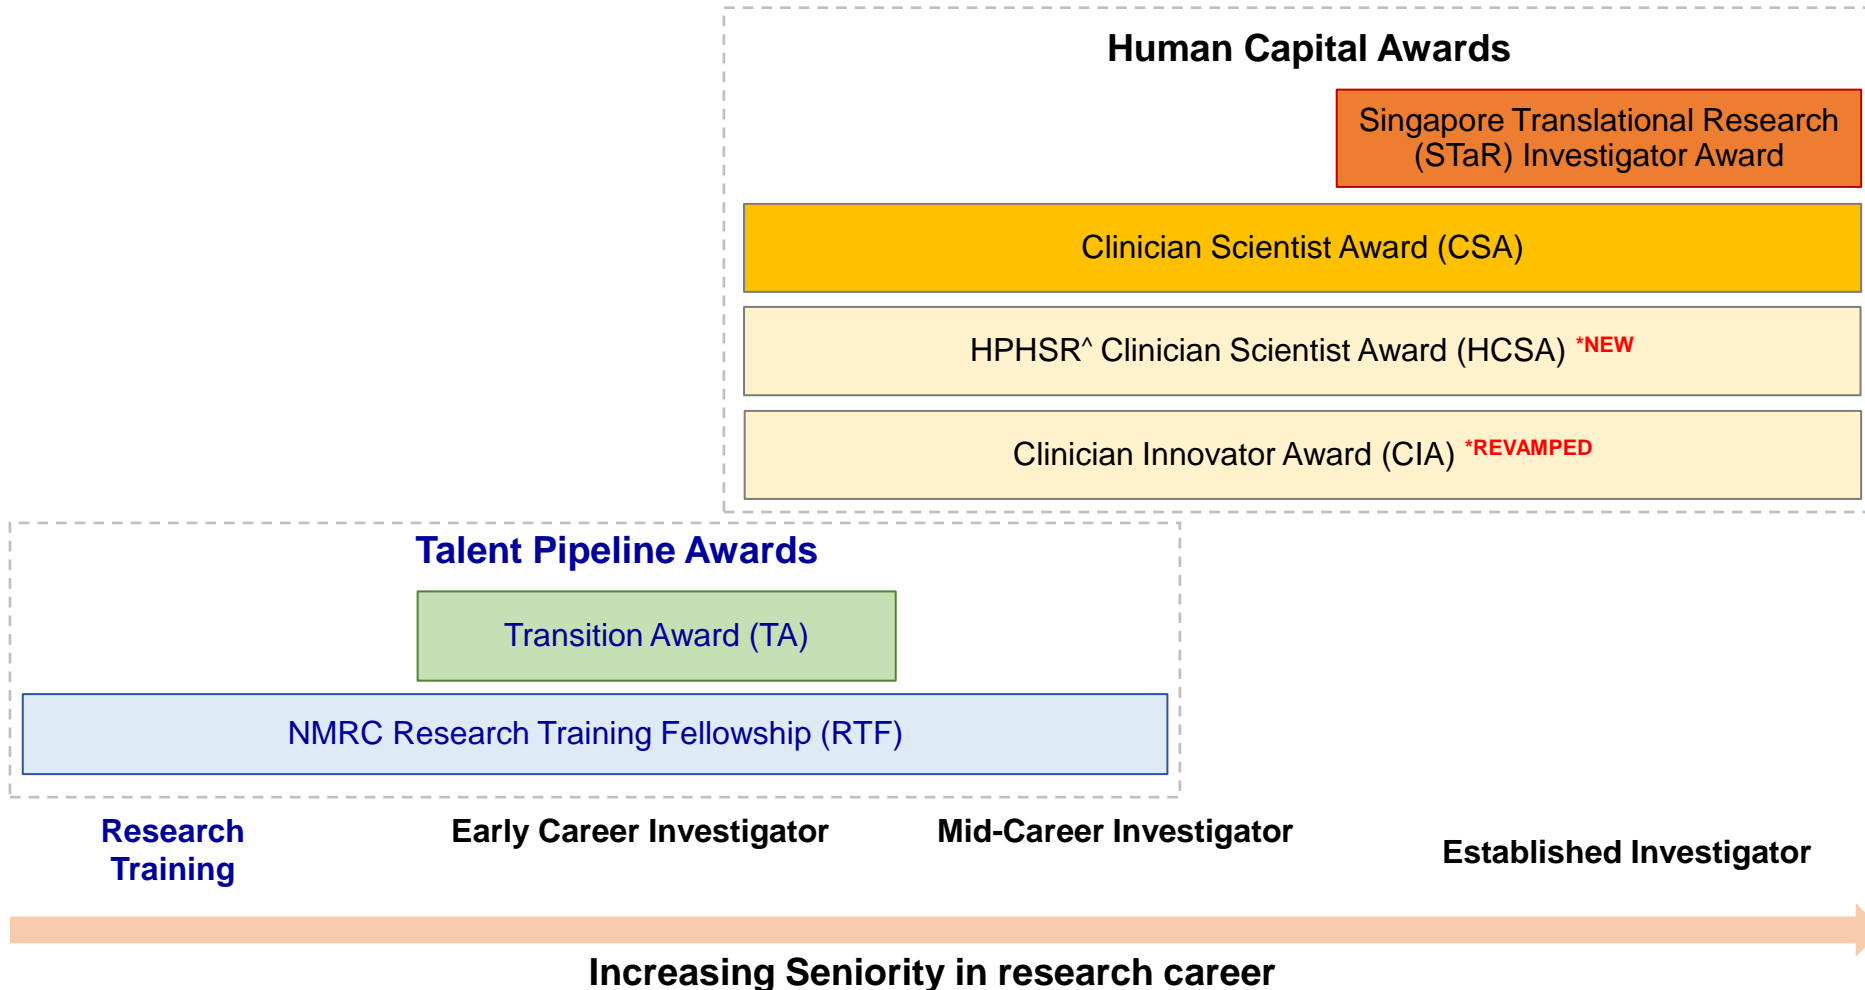 Human Capital Awards
Singapore Translational Research
(STaR) Investigator Award
Clinician Scientist Award (CSA)
HPHSR^ Clinician Scientist Award (HCSA) *NEW
Clinician Innovator Award (CIA) *REVAMPED
Talent Pipeline Awards
Transition Award (TA)
NMRC Research Training Fellowship (RTF)
Research
Training
Early Career Investigator
Mid-Career Investigator
Established Investigator
Increasing Seniority in research career